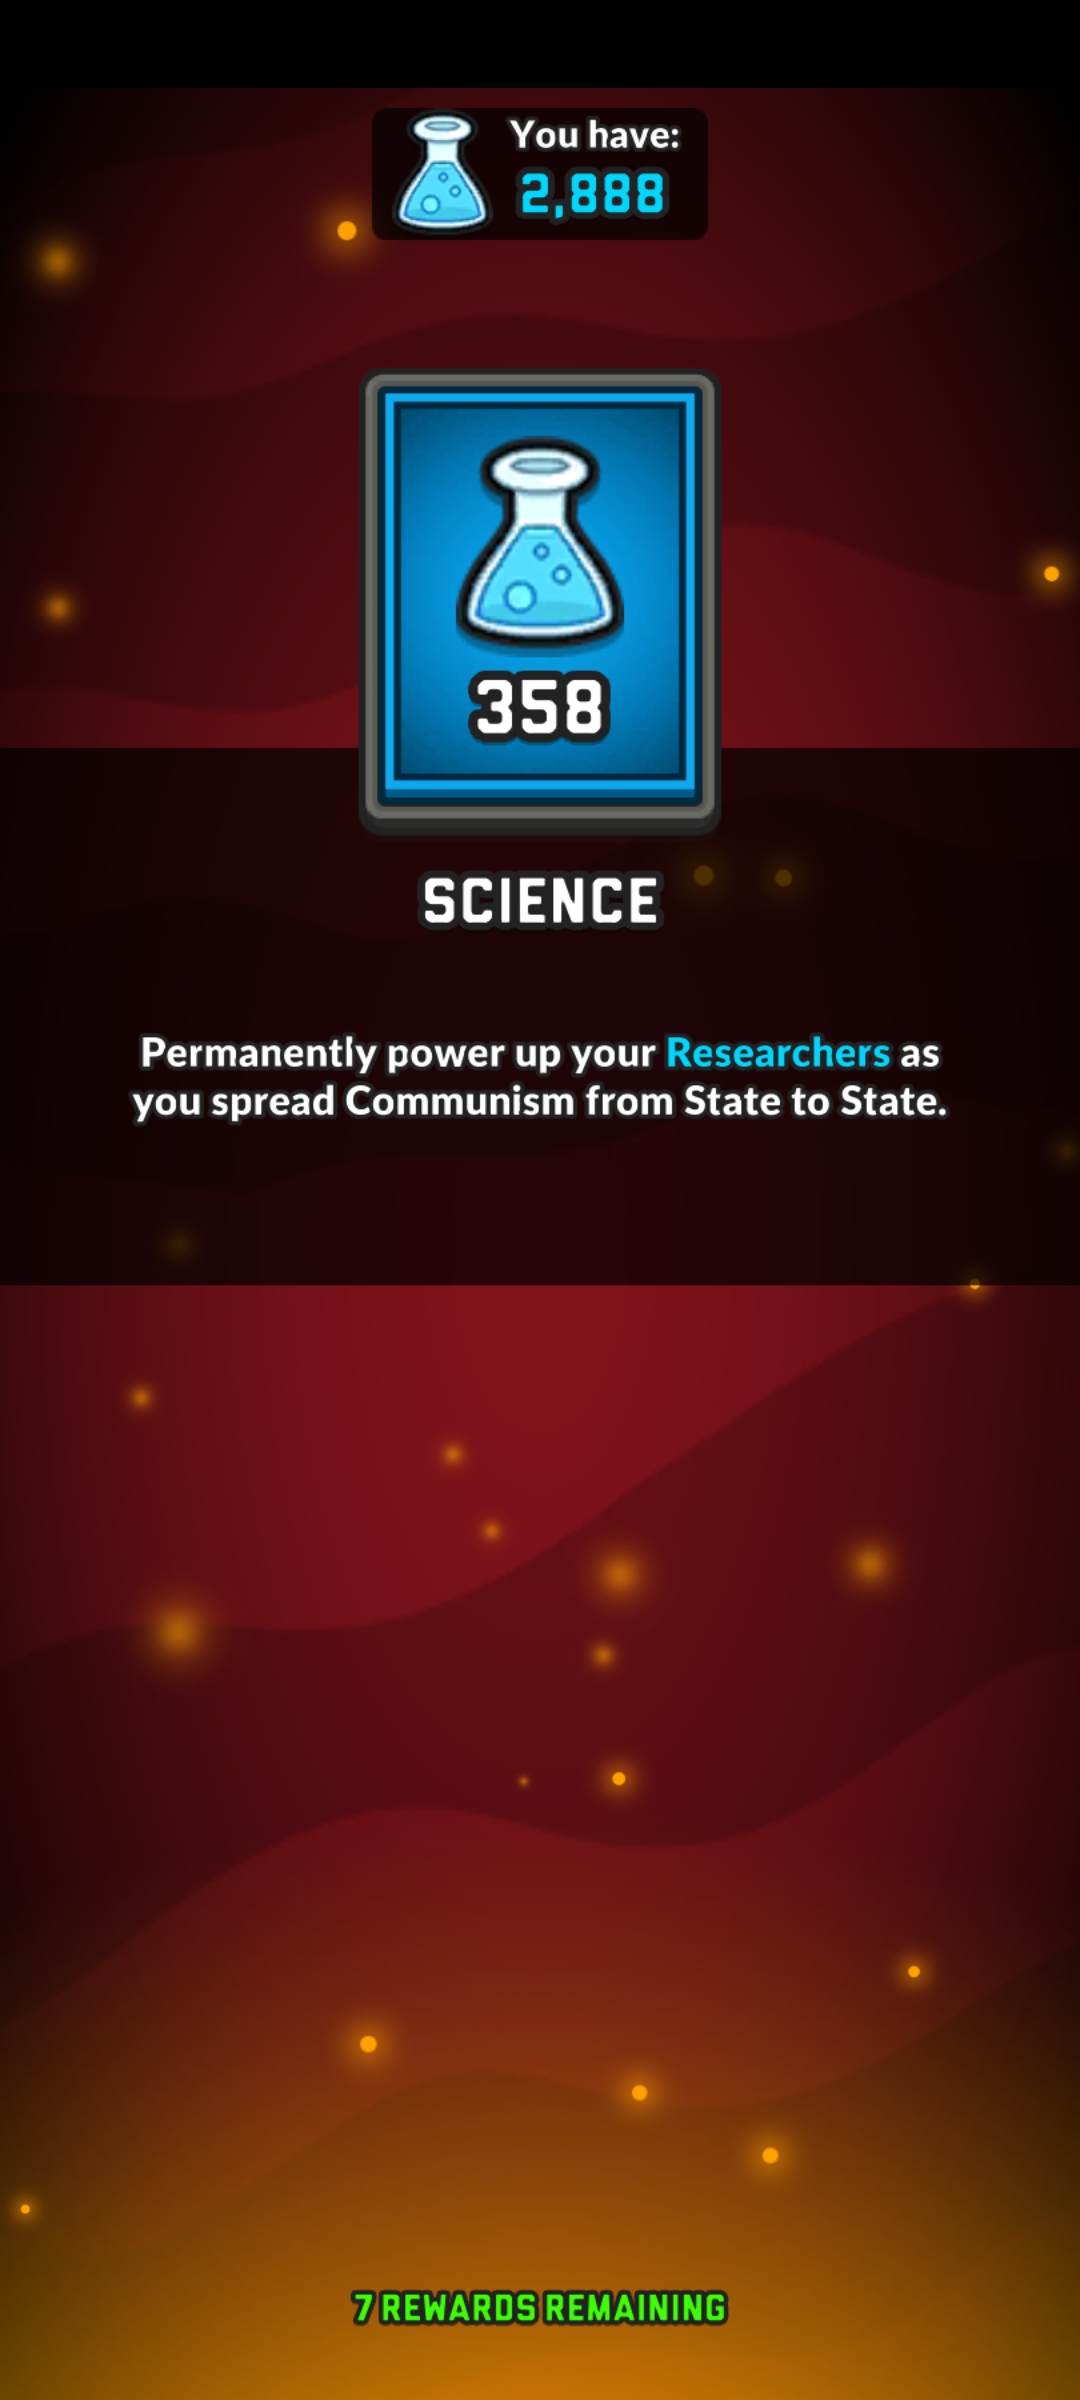 You have:
2,888
358
SCIENCE
Permanently power up your Researchers as
you spread Communism from State to State.
7 REWARDS REMAINING